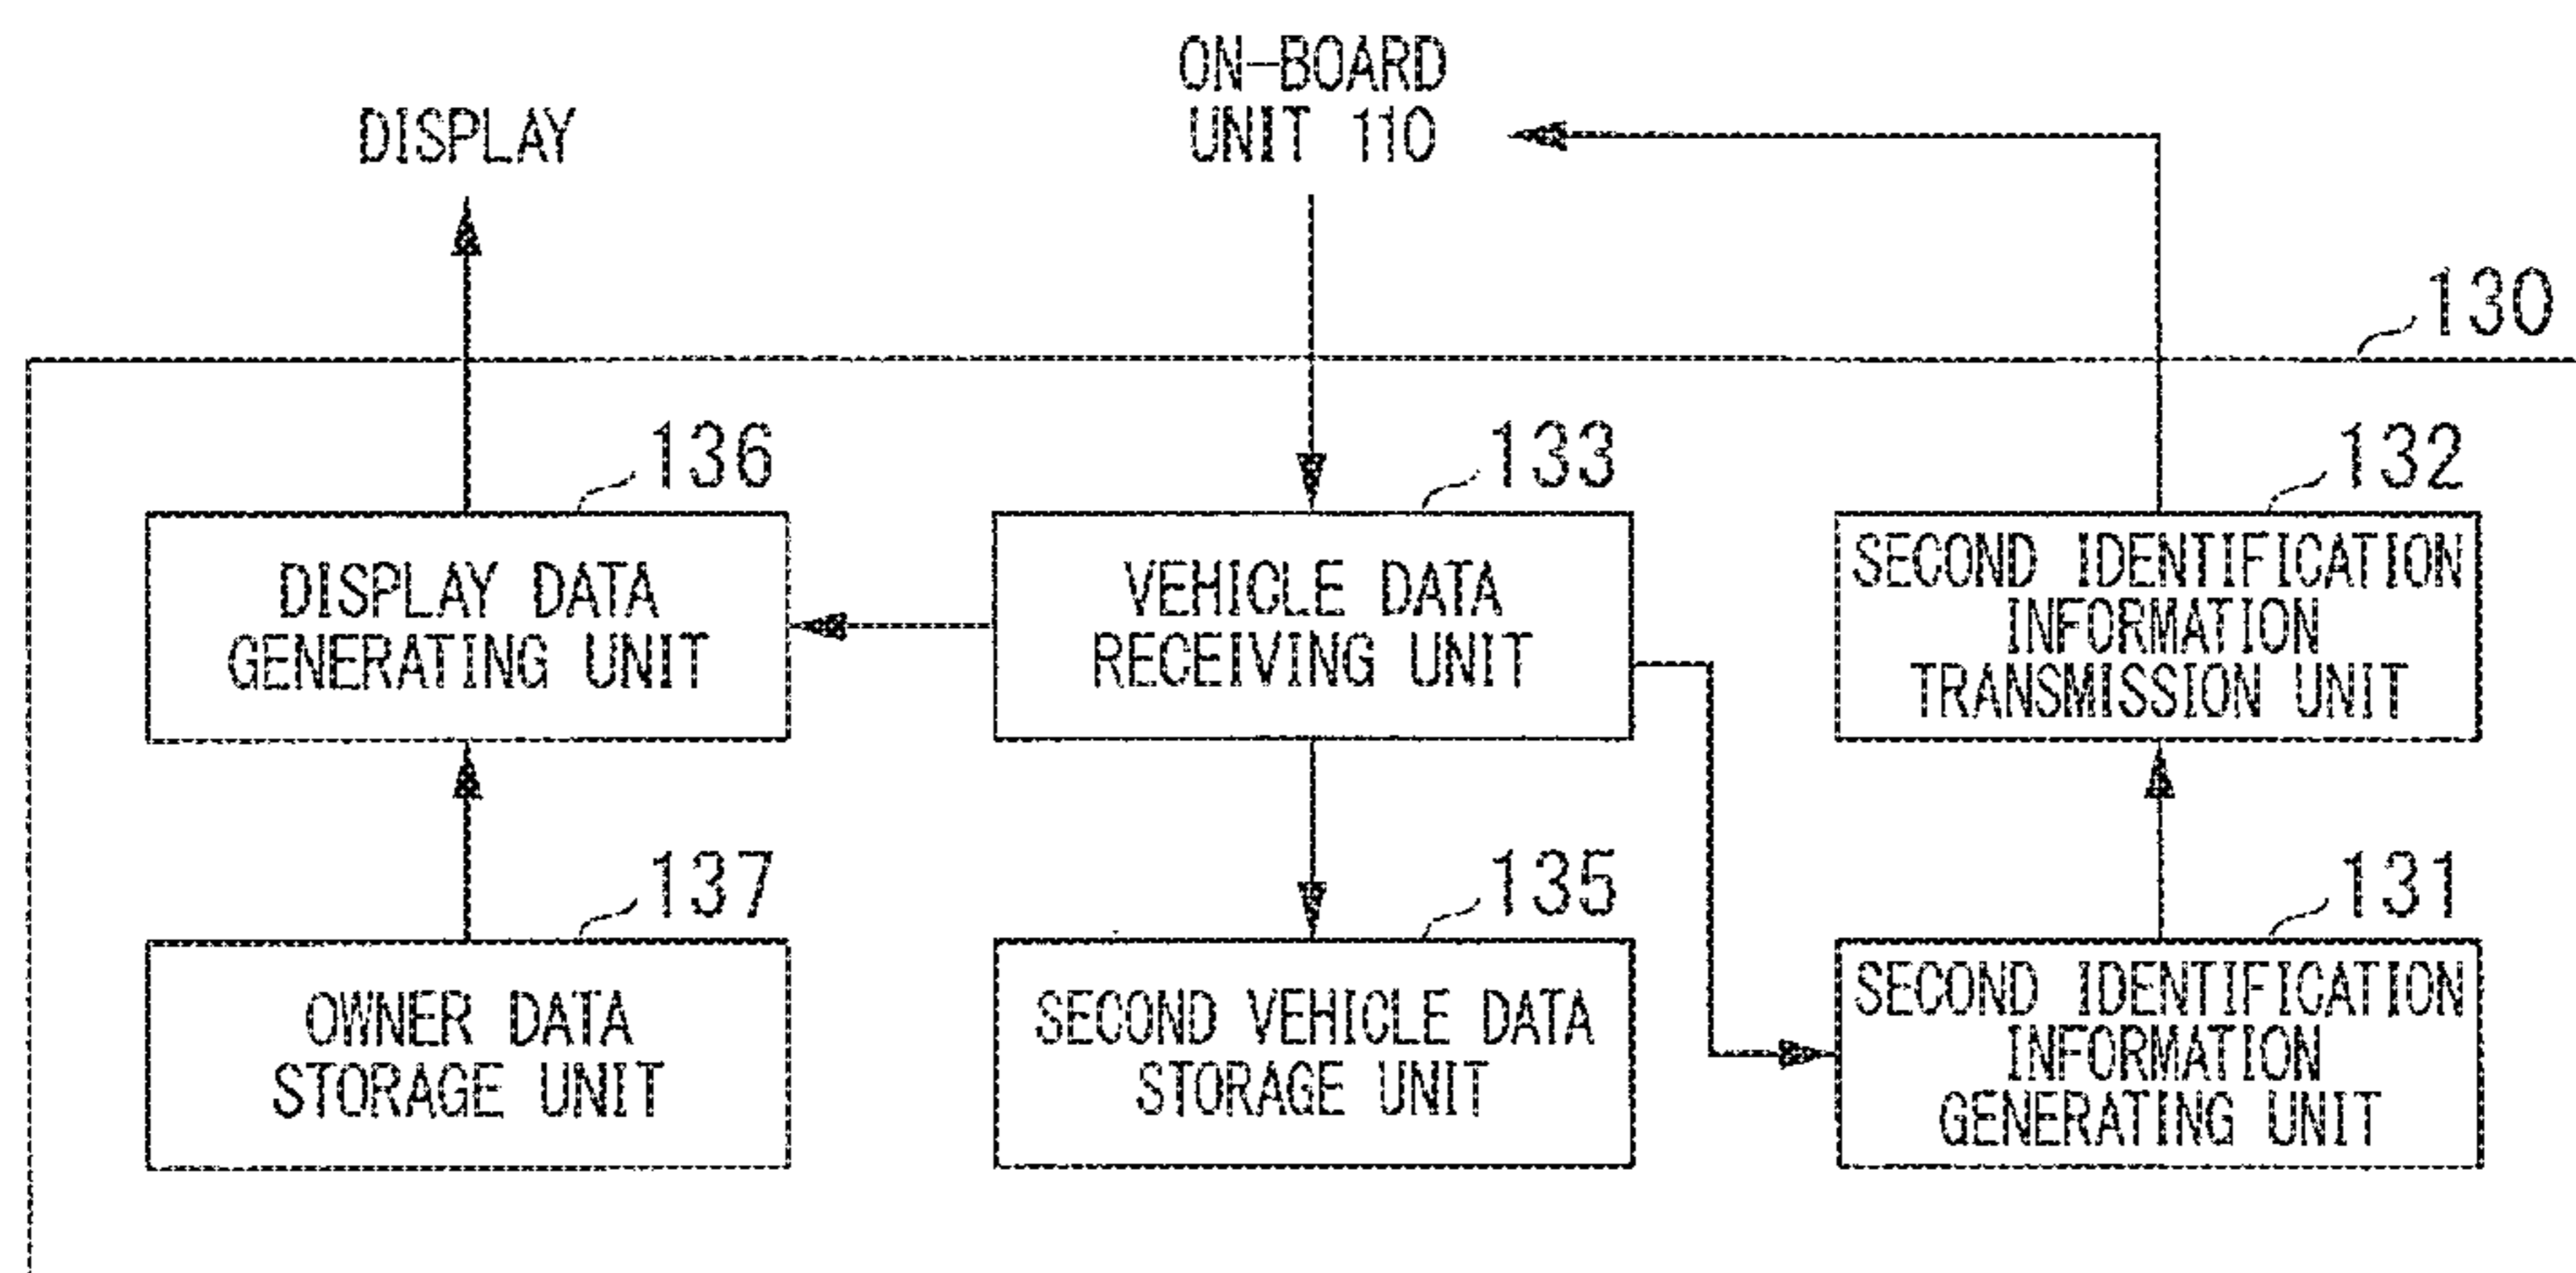 ON-BOARD
DISPLAY
UNIT 110
130
136
133
132
DISPLAY DATA
GENERATING UNIT
VEHICLE DATA
RECEIVING UNIT
SECOND IDENTIFICATION
INFORMATION
TRANSMISSION UNIT
137
135
131
OWNER DATA
STORAGE UNIT
SECOND VEHICLE DATA
STORAGE UNIT
SECOND IDENTIFICATION
INFORMATION
GENERATING UNIT